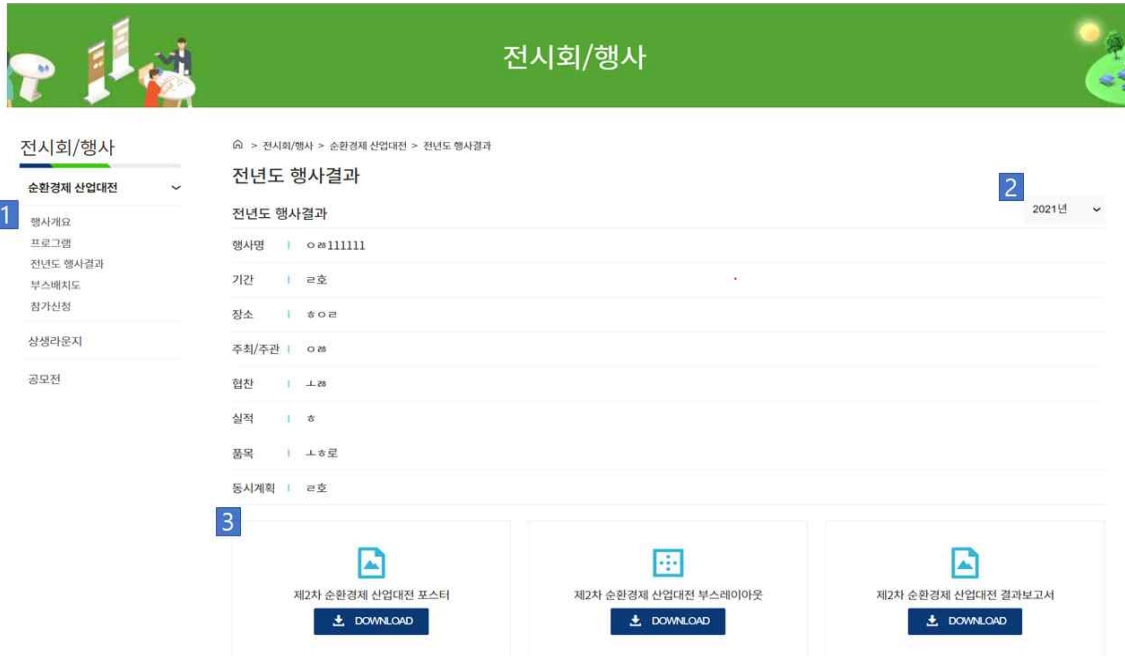 전시회/행사
전시회/행사
> 전시회/행사 > 순환경제 산업대전 > 전년도 행사결과
전년도 행사결과
순환경제 산업대전
2
1
행사개요
프로그램
전년도 행사결과
부스배치도
참가신청
상생라운지
공모전
전년도 행사결과
2021년
행사명 ㅇㄻ111111
기간 ㄹ호
장소 ㅎㅇㄹ
주최/주관 ㅇㄻ
협찬 ㅗㄻ
실적 ㅎ
품목 ㅗㅎ로
동시계획 ㄹ호
3
제2차 순환경제 산업대전 포스터
DOWNLOAD
제2차 순환경제 산업대전 부스레이아웃
DOWNLOAD
제2차 순환경제 산업대전 결과보고서
DOWNLOAD